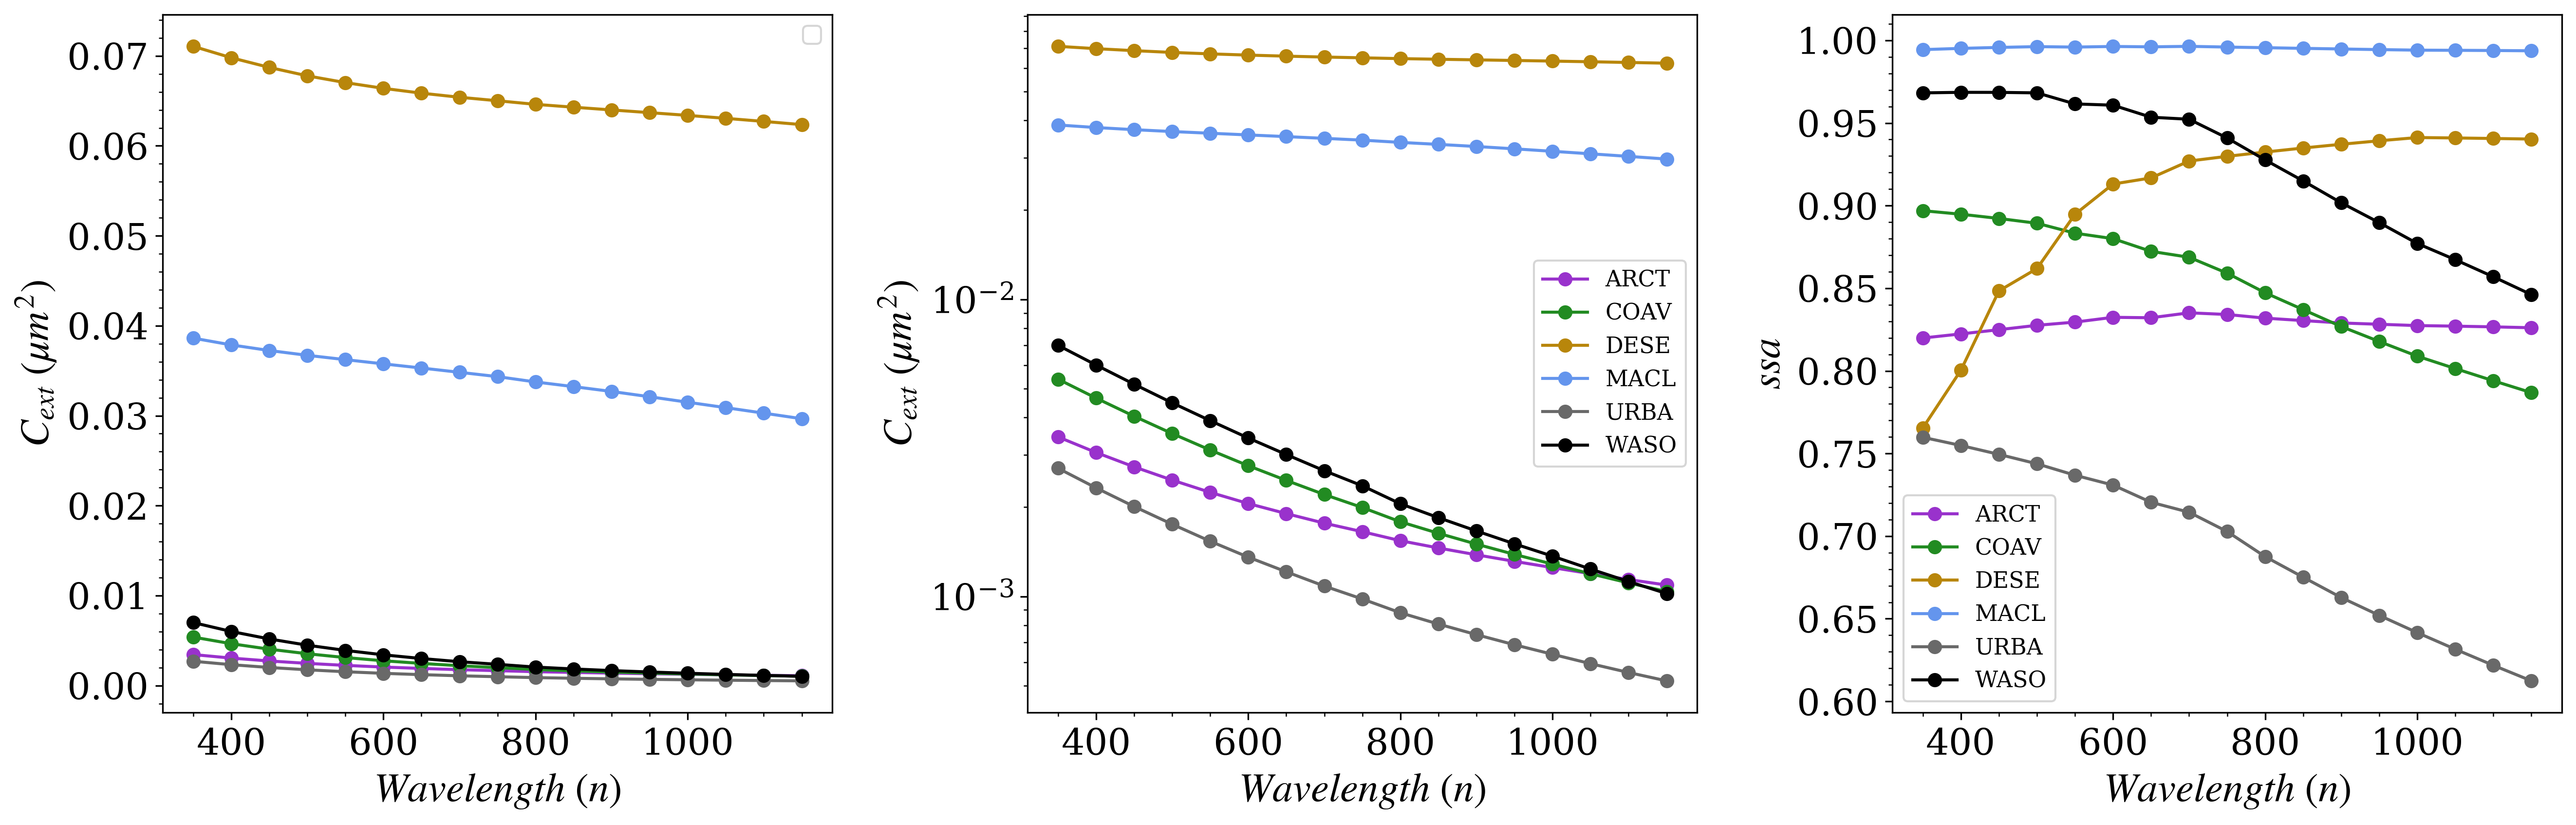 0.07
0.06
0.05
0.04
0.03
0.02
0.01
0.00
C_ext (μm²)
400 600 800 1000
Wavelength (n)
10⁻²
10⁻³
C_ext (μm²)
ARCT
COAV
DESE
MACL
URBA
WASO
400 600 800 1000
Wavelength (n)
1.00
0.95
0.90
0.85
0.80
0.75
0.70
0.65
0.60
ssa
ARCT
COAV
DESE
MACL
URBA
WASO
400 600 800 1000
Wavelength (n)